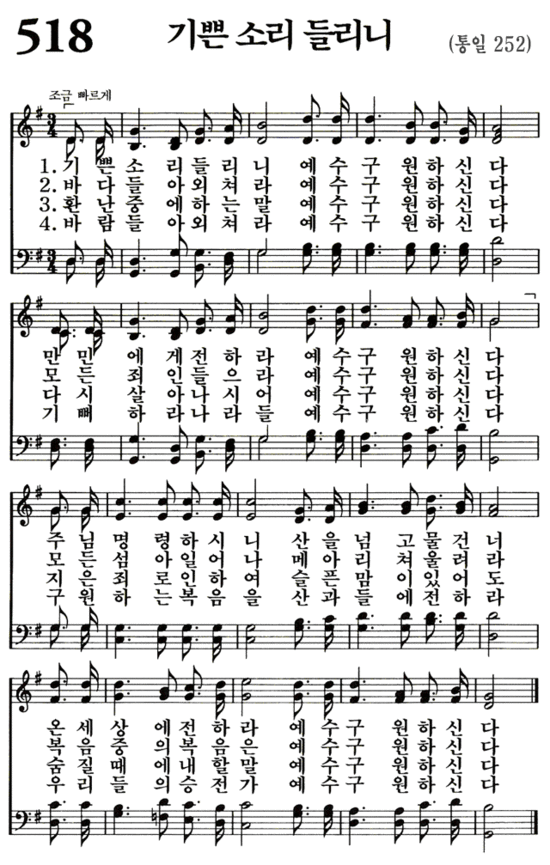 518 기쁜 소리 들리니 (통일 252)
조금 빠르게
1. 기 쁜 소 리 들 리 니 예 수 구 원 하 신 다
2. 바 다 들 아 외 쳐 라 예 수 구 원 하 신 다
3. 환 난 중 에 하 는 말 예 수 구 원 하 신 다
4. 바 람 들 아 외 쳐 라 예 수 구 원 하 신 다
만 민 에 게 전 하 라 예 수 구 원 하 신 다
모 든 죄 인 들 으 라 예 수 구 원 하 신 다
다 시 살 아 나 시 어 예 수 구 원 하 신 다
기 뻐 하 라 나 라 들 예 수 구 원 하 신 다
주 님 명 령 하 시 니 산 을 넘 고 물 건 너
모 든 섬 아 일 어 나 메 아 리 쳐 울 려 라
지 은 죄 로 인 하 여 슬 픈 맘 이 있 어 도
구 원 하 는 복 음 을 산 과 들 에 전 하 라
온 세 상 에 전 하 라 예 수 구 원 하 신 다
복 음 중 의 복 음 은 예 수 구 원 하 신 다
숨 질 때 에 내 할 말 예 수 구 원 하 신 다
우 리 들 의 승 전 가 예 수 구 원 하 신 다